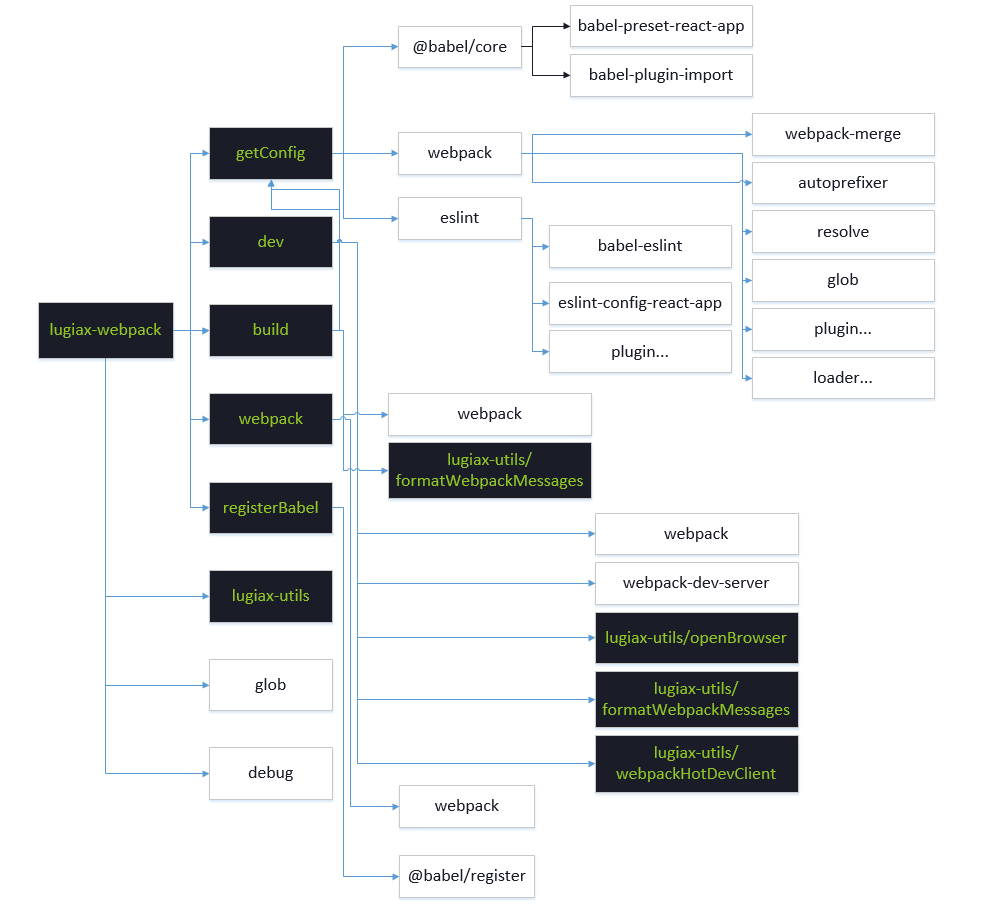 babel-preset-react-app
@babel/core
babel-plugin-import
webpack-merge
getConfig
webpack
autoprefixer
eslint
resolve
dev
babel-eslint
glob
eslint-config-react-app
lugiax-webpack
build
plugin...
plugin...
loader...
webpack
webpack
lugiax-utils/
formatWebpackMessages
registerBabel
webpack
webpack-dev-server
lugiax-utils
lugiax-utils/openBrowser
glob
lugiax-utils/
formatWebpackMessages
debug
lugiax-utils/
webpackHotDevClient
webpack
@babel/register